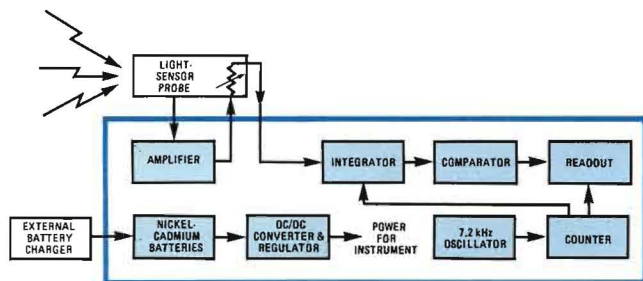 LIGHT-
SENSOR
PROBE
AMPLIFIER
INTEGRATOR
COMPARATOR
READOUT
EXTERNAL
BATTERY
CHARGER
NICKEL-
CADMIUM
BATTERIES
DC/DC
CONVERTER &
REGULATOR
POWER
FOR
INSTRUMENT
7.2 kHz
OSCILLATOR
COUNTER